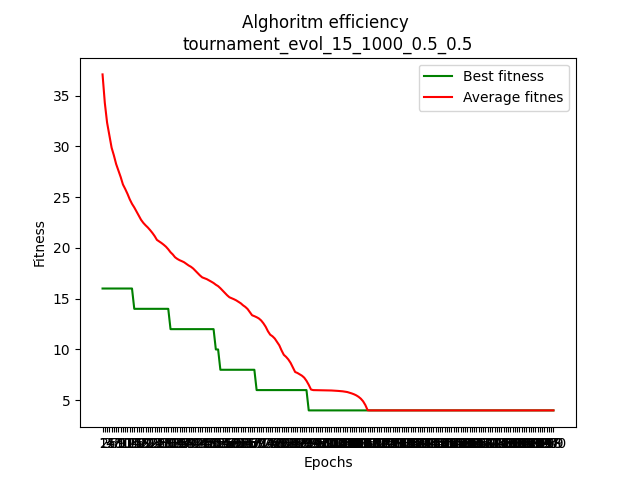 Alghoritm efficiency
tournament_evol_15_1000_0.5_0.5
Best fitness
Average fitnes
35
30
25
20
15
10
5
Fitness
Epochs